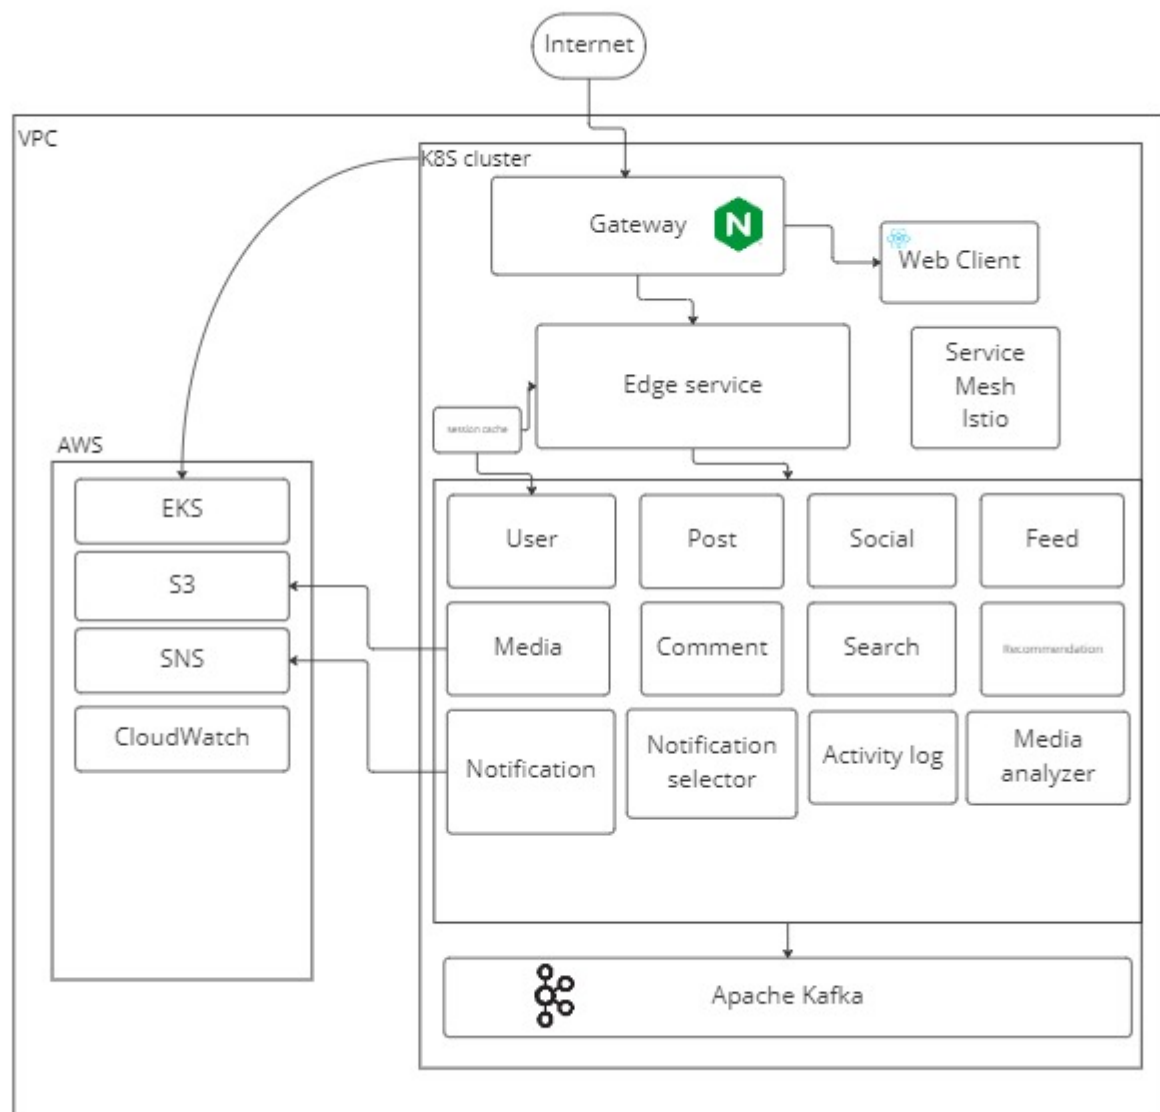 Internet
VPC
K8S cluster
Gateway
N
Web Client
Edge service
Service
Mesh
Istio
session cache
AWS
EKS
S3
SNS
CloudWatch
User
Post
Social
Feed
Media
Comment
Search
Recommendation
Notification
Notification
selector
Activity log
Media
analyzer
Apache Kafka